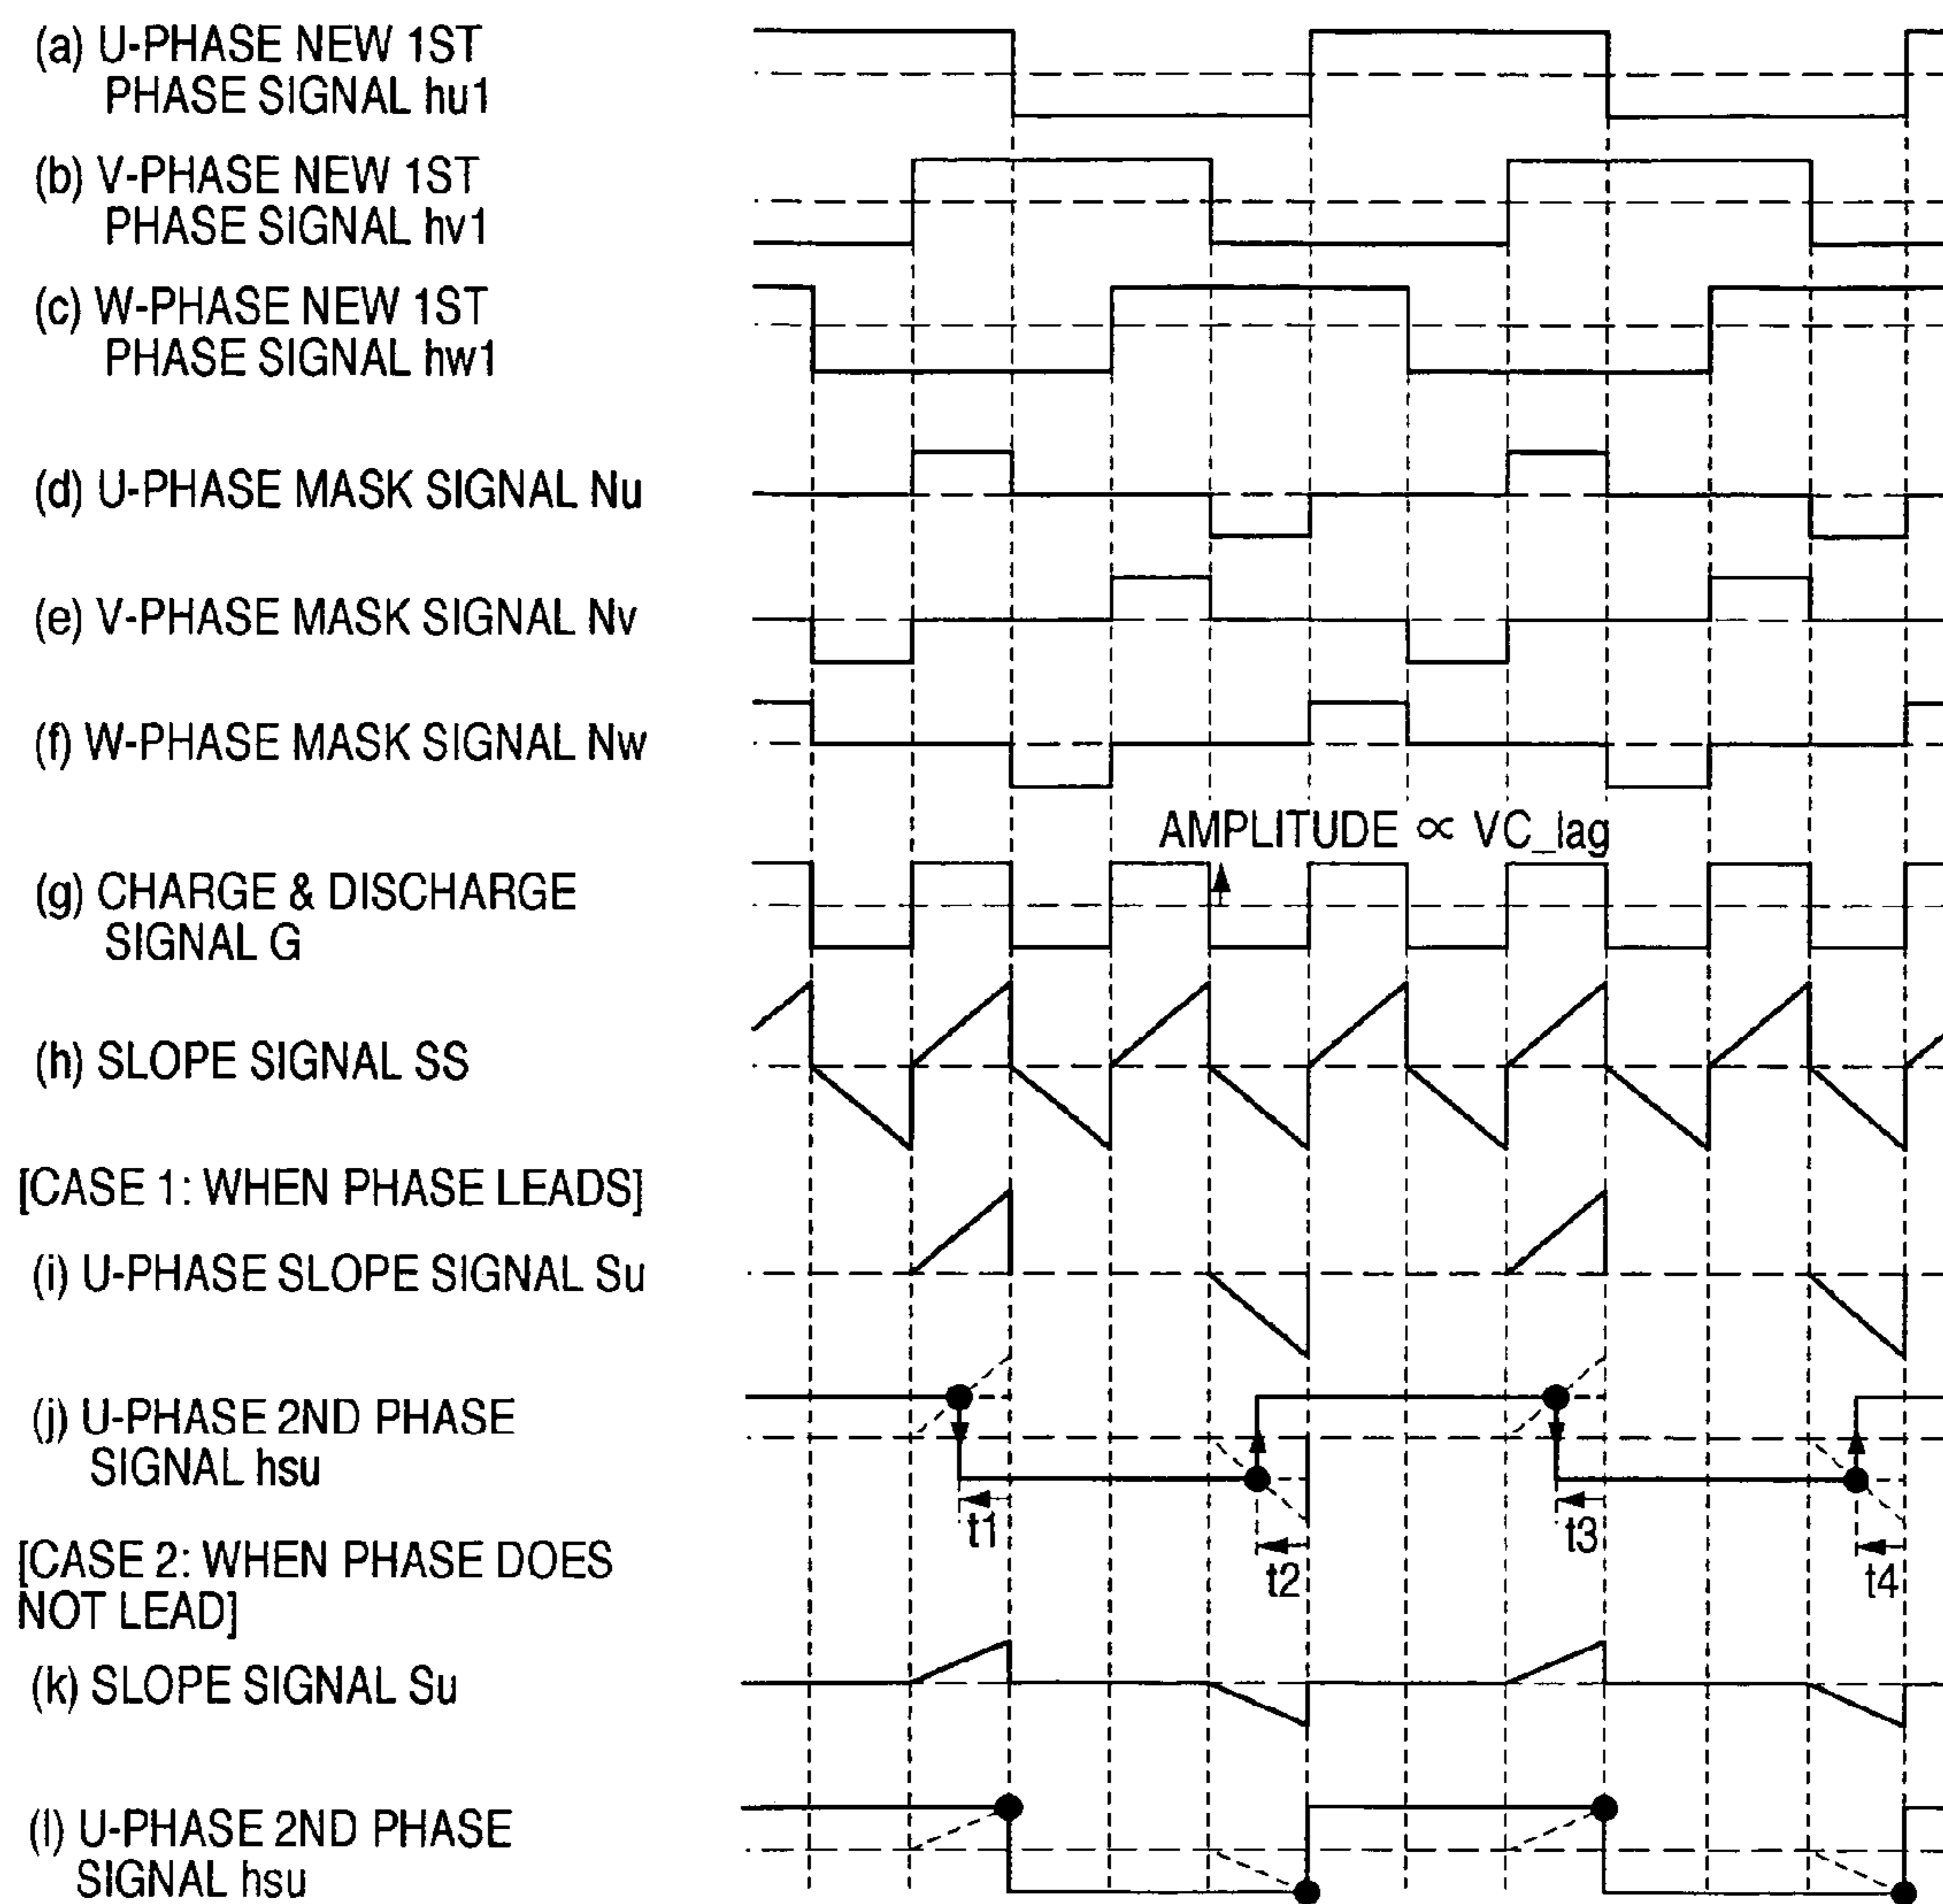 (a) U-PHASE NEW 1ST
PHASE SIGNAL hu1
(b) V-PHASE NEW 1ST
PHASE SIGNAL hv1
(c) W-PHASE NEW 1ST
PHASE SIGNAL hw1
(d) U-PHASE MASK SIGNAL Nu
(e) V-PHASE MASK SIGNAL Nv
(f) W-PHASE MASK SIGNAL Nw
AMPLITUDE ∝ VC_lag
(g) CHARGE & DISCHARGE
SIGNAL G
(h) SLOPE SIGNAL SS
[CASE 1: WHEN PHASE LEADS]
(i) U-PHASE SLOPE SIGNAL Su
(j) U-PHASE 2ND PHASE
SIGNAL hsu
t1
t2
t3
t4
[CASE 2: WHEN PHASE DOES
NOT LEAD]
(k) SLOPE SIGNAL Su
(l) U-PHASE 2ND PHASE
SIGNAL hsu